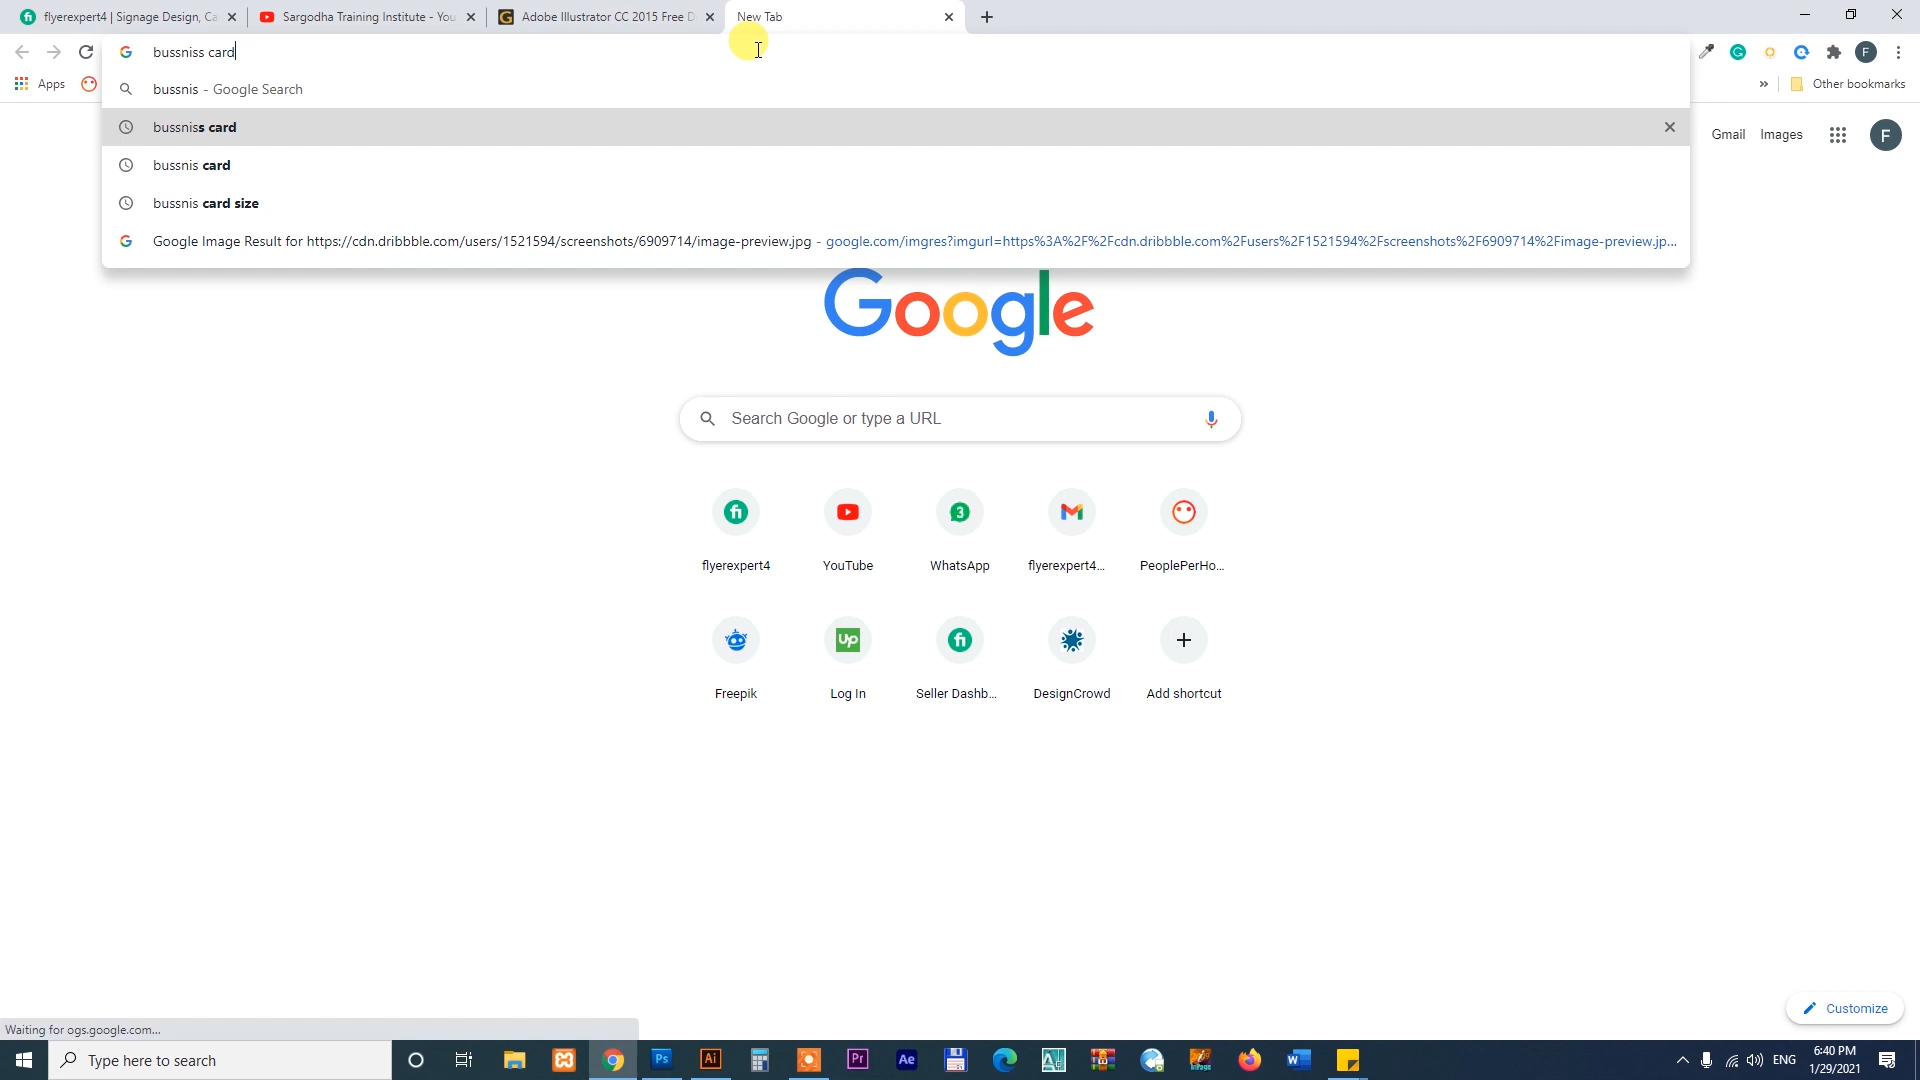 flyerexpert4 | Signage Design, Ca
Sargodha Training Institute - You
Adobe Illustrator CC 2015 Free D
New Tab
bussniss card
Apps
Other bookmarks
bussnis - Google Search
bussniss card
bussnis card
bussnis card size
Google Image Result for https://cdn.dribbble.com/users/1521594/screenshots/6909714/image-preview.jpg - google.com/imgres?imgurl=https%3A%2F%2Fcdn.dribbble.com%2Fusers%2F1521594%2Fscreenshots%2F6909714%2Fimage-preview.jp...
Gmail Images
F
F
Google
Search Google or type a URL
flyerexpert4 YouTube WhatsApp flyerexpert4... PeoplePerHo...
Freepik Log In Seller Dashb... DesignCrowd Add shortcut
Customize
Waiting for ogs.google.com...
Type here to search
Ps Ai Pr Ae
ENG
6:40 PM
1/29/2021